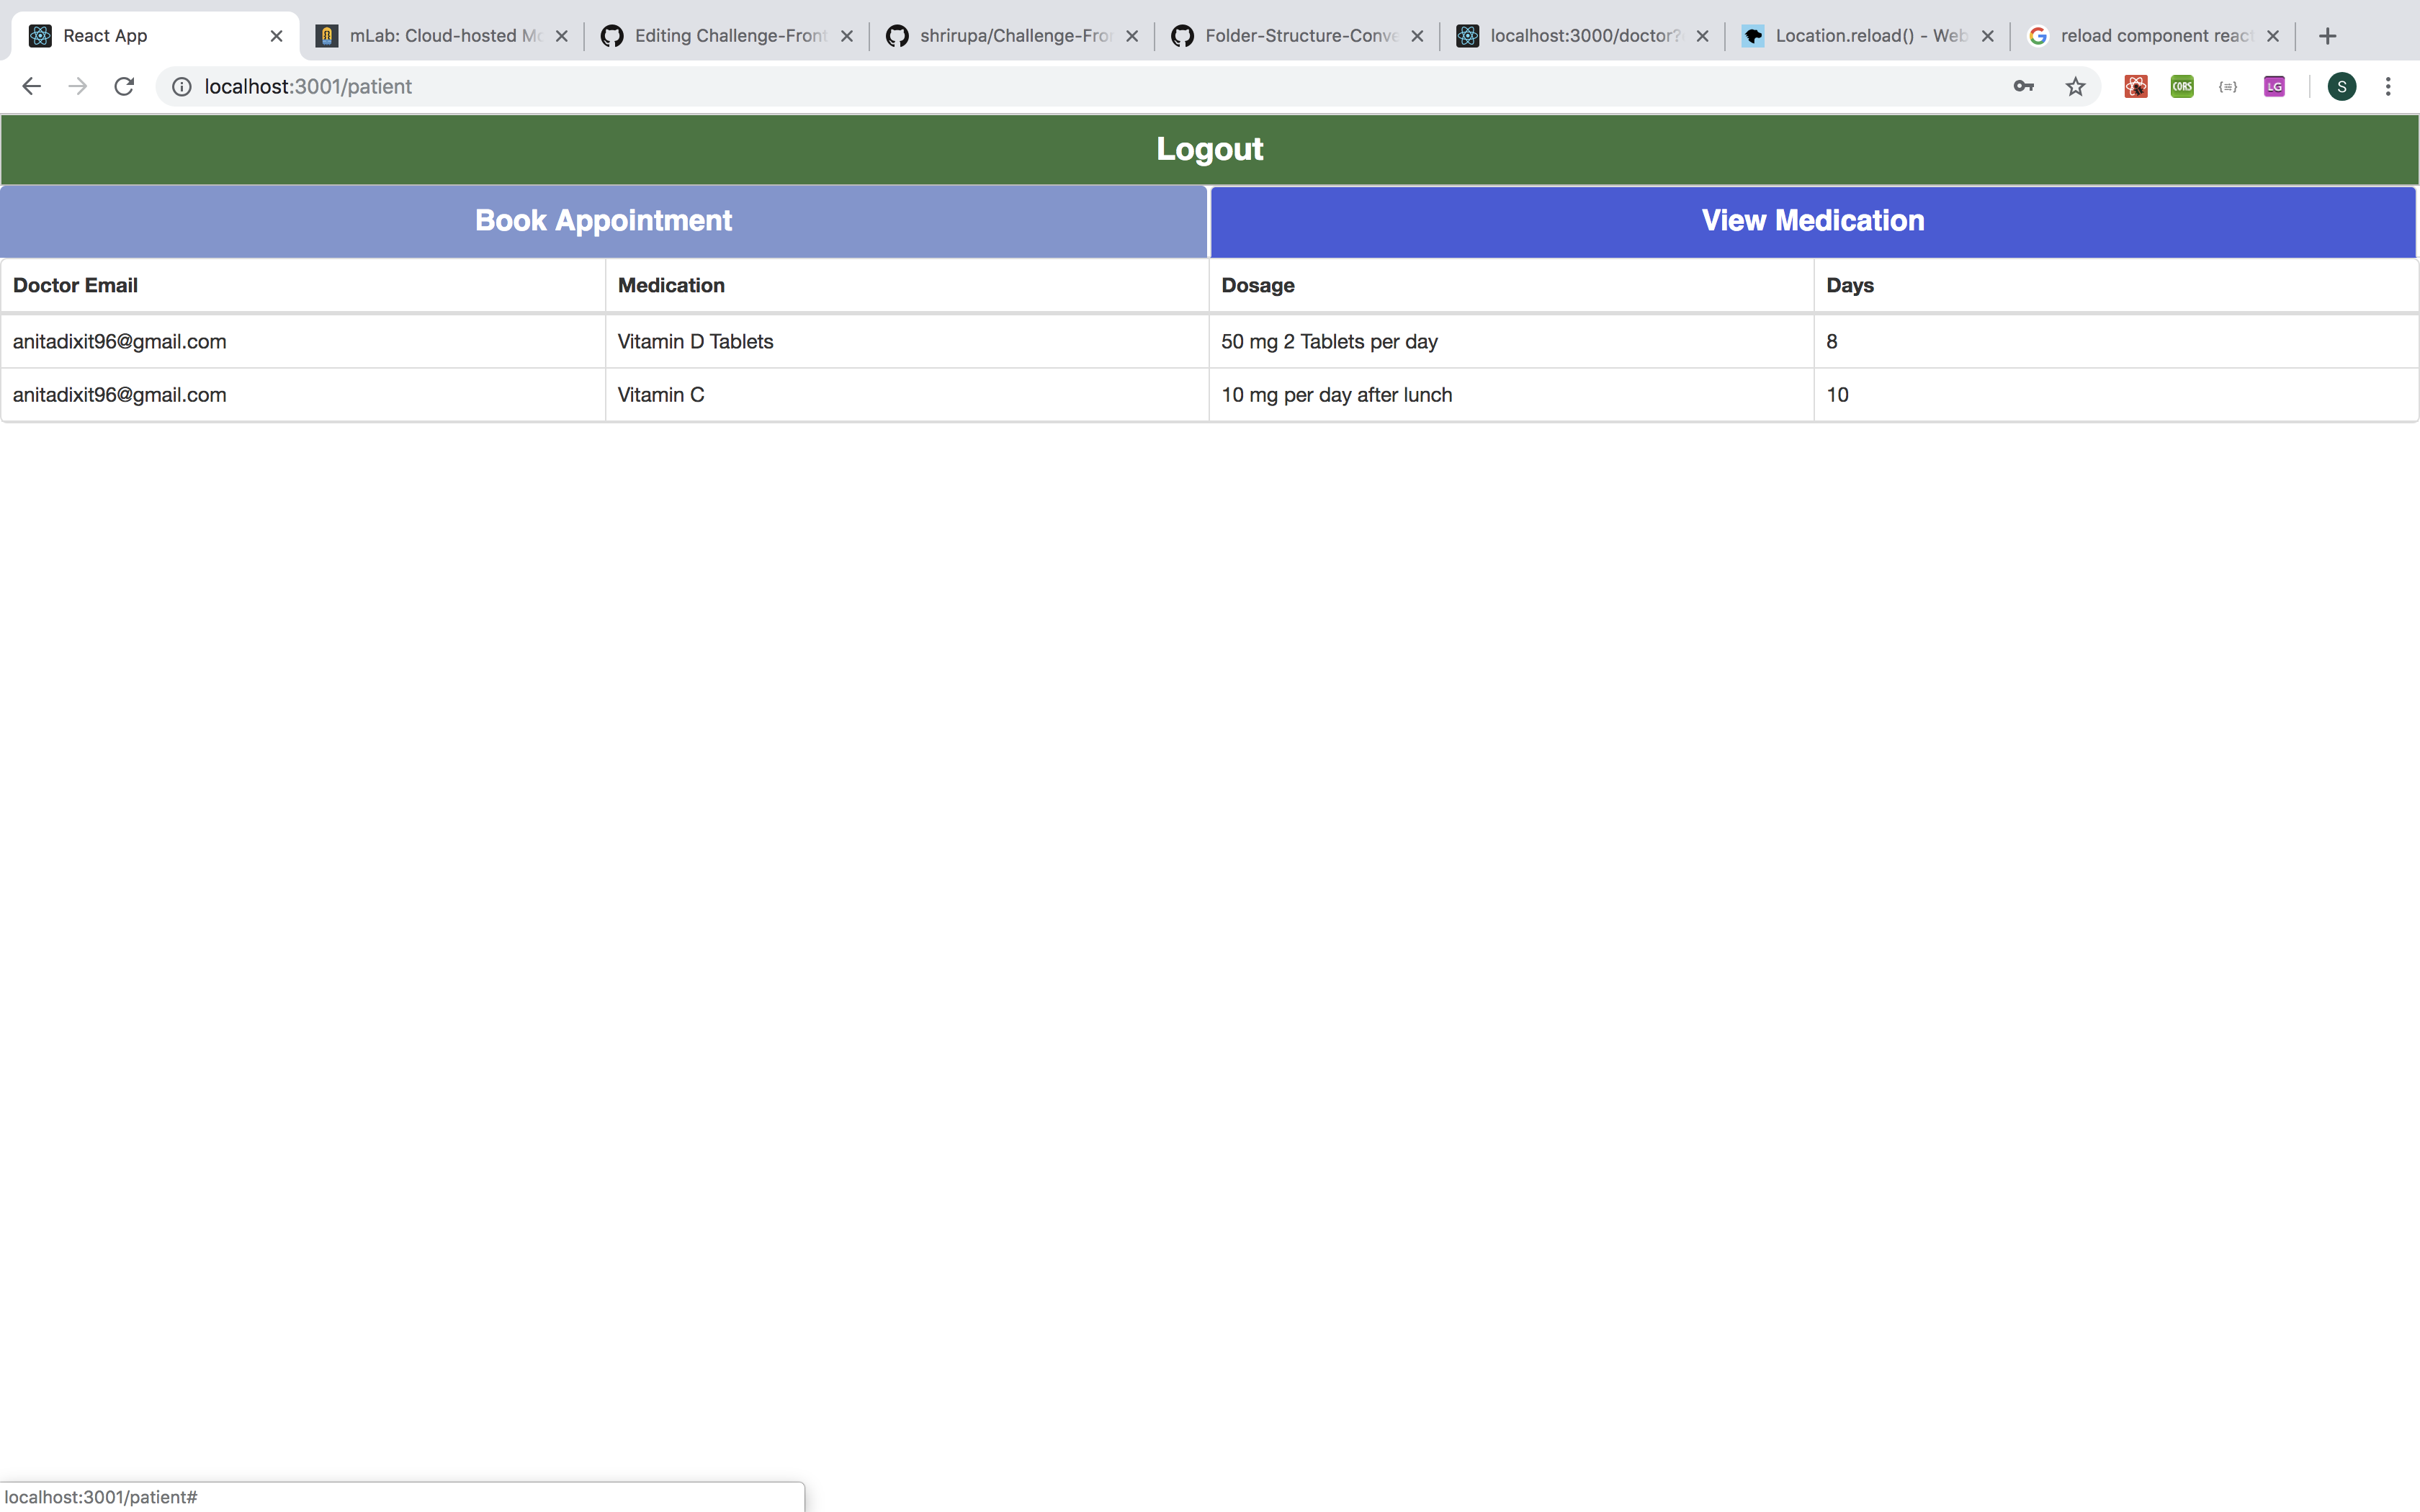 React App
mLab: Cloud-hosted Mo
Editing Challenge-Front
shrirupa/Challenge-Fro
Folder-Structure-Conve
localhost:3000/doctor?
Location.reload() - Web
reload component react
localhost:3001/patient
CORS
LG
S
Logout
Book Appointment View Medication
Doctor Email Medication Dosage Days
anitadixit96@gmail.com Vitamin D Tablets 50 mg 2 Tablets per day 8
anitadixit96@gmail.com Vitamin C 10 mg per day after lunch 10
localhost:3001/patient#